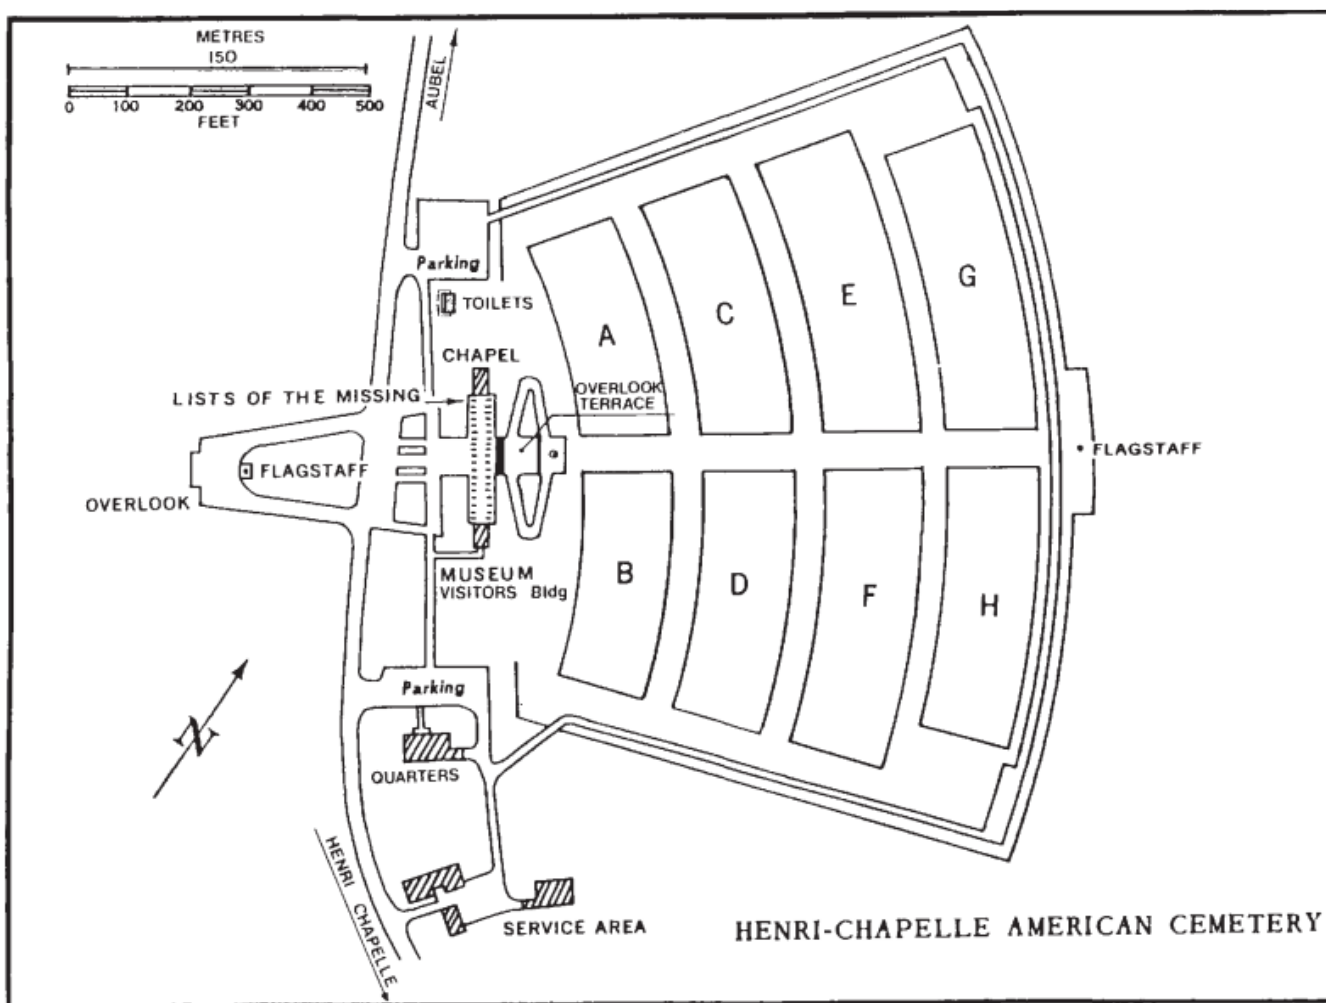 METRES
150
0 100 200 300 400 500
FEET
AUBEL
Parking
TOILETS
CHAPEL
LISTS OF THE MISSING
OVERLOOK
TERRACE
FLAGSTAFF
OVERLOOK
A
C
E
G
FLAGSTAFF
B
D
F
H
MUSEUM
VISITORS Bldg
Parking
N
QUARTERS
HENRI CHAPELLE
SERVICE AREA
HENRI-CHAPELLE AMERICAN CEMETERY